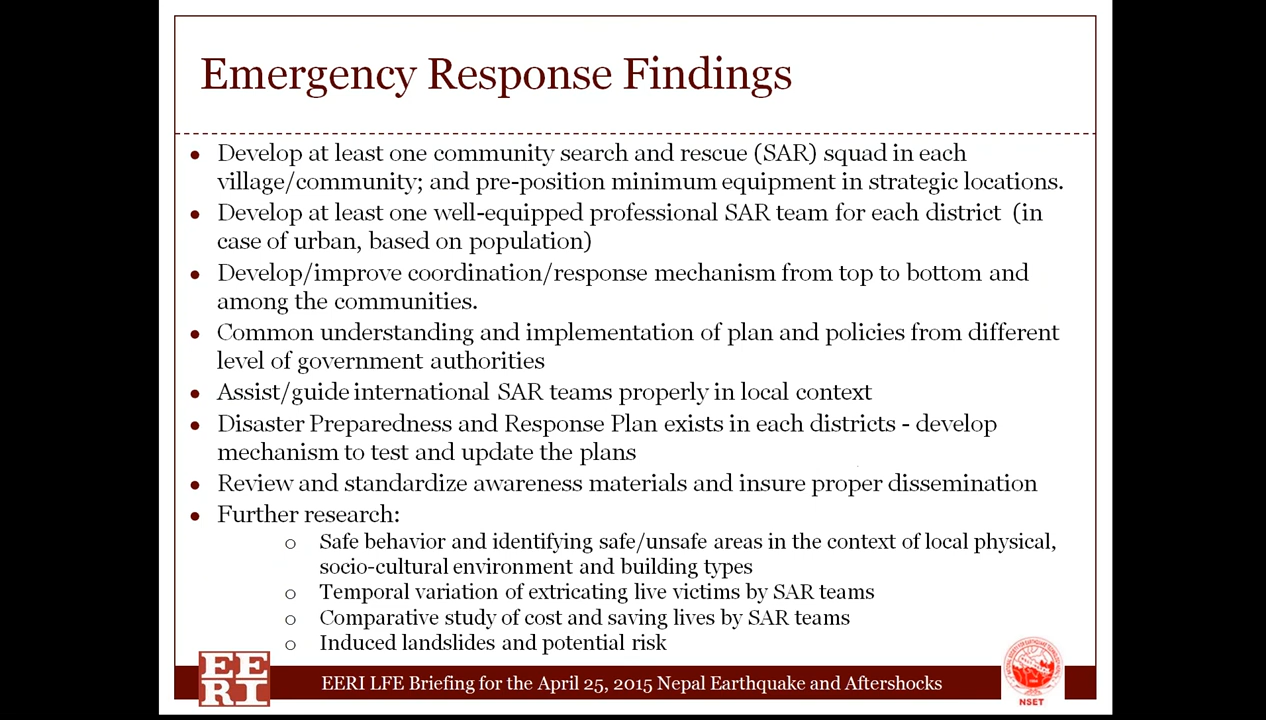 Emergency Response Findings
• Develop at least one community search and rescue (SAR) squad in each
village/community; and pre-position minimum equipment in strategic locations.
• Develop at least one well-equipped professional SAR team for each district (in
case of urban, based on population)
• Develop/improve coordination/response mechanism from top to bottom and
among the communities.
• Common understanding and implementation of plan and policies from different
level of government authorities
• Assist/guide international SAR teams properly in local context
• Disaster Preparedness and Response Plan exists in each districts - develop
mechanism to test and update the plans
• Review and standardize awareness materials and insure proper dissemination
• Further research:
o Safe behavior and identifying safe/unsafe areas in the context of local physical,
socio-cultural environment and building types
o Temporal variation of extricating live victims by SAR teams
o Comparative study of cost and saving lives by SAR teams
o Induced landslides and potential risk
EE
RI
EERI LFE Briefing for the April 25, 2015 Nepal Earthquake and Aftershocks
NSET